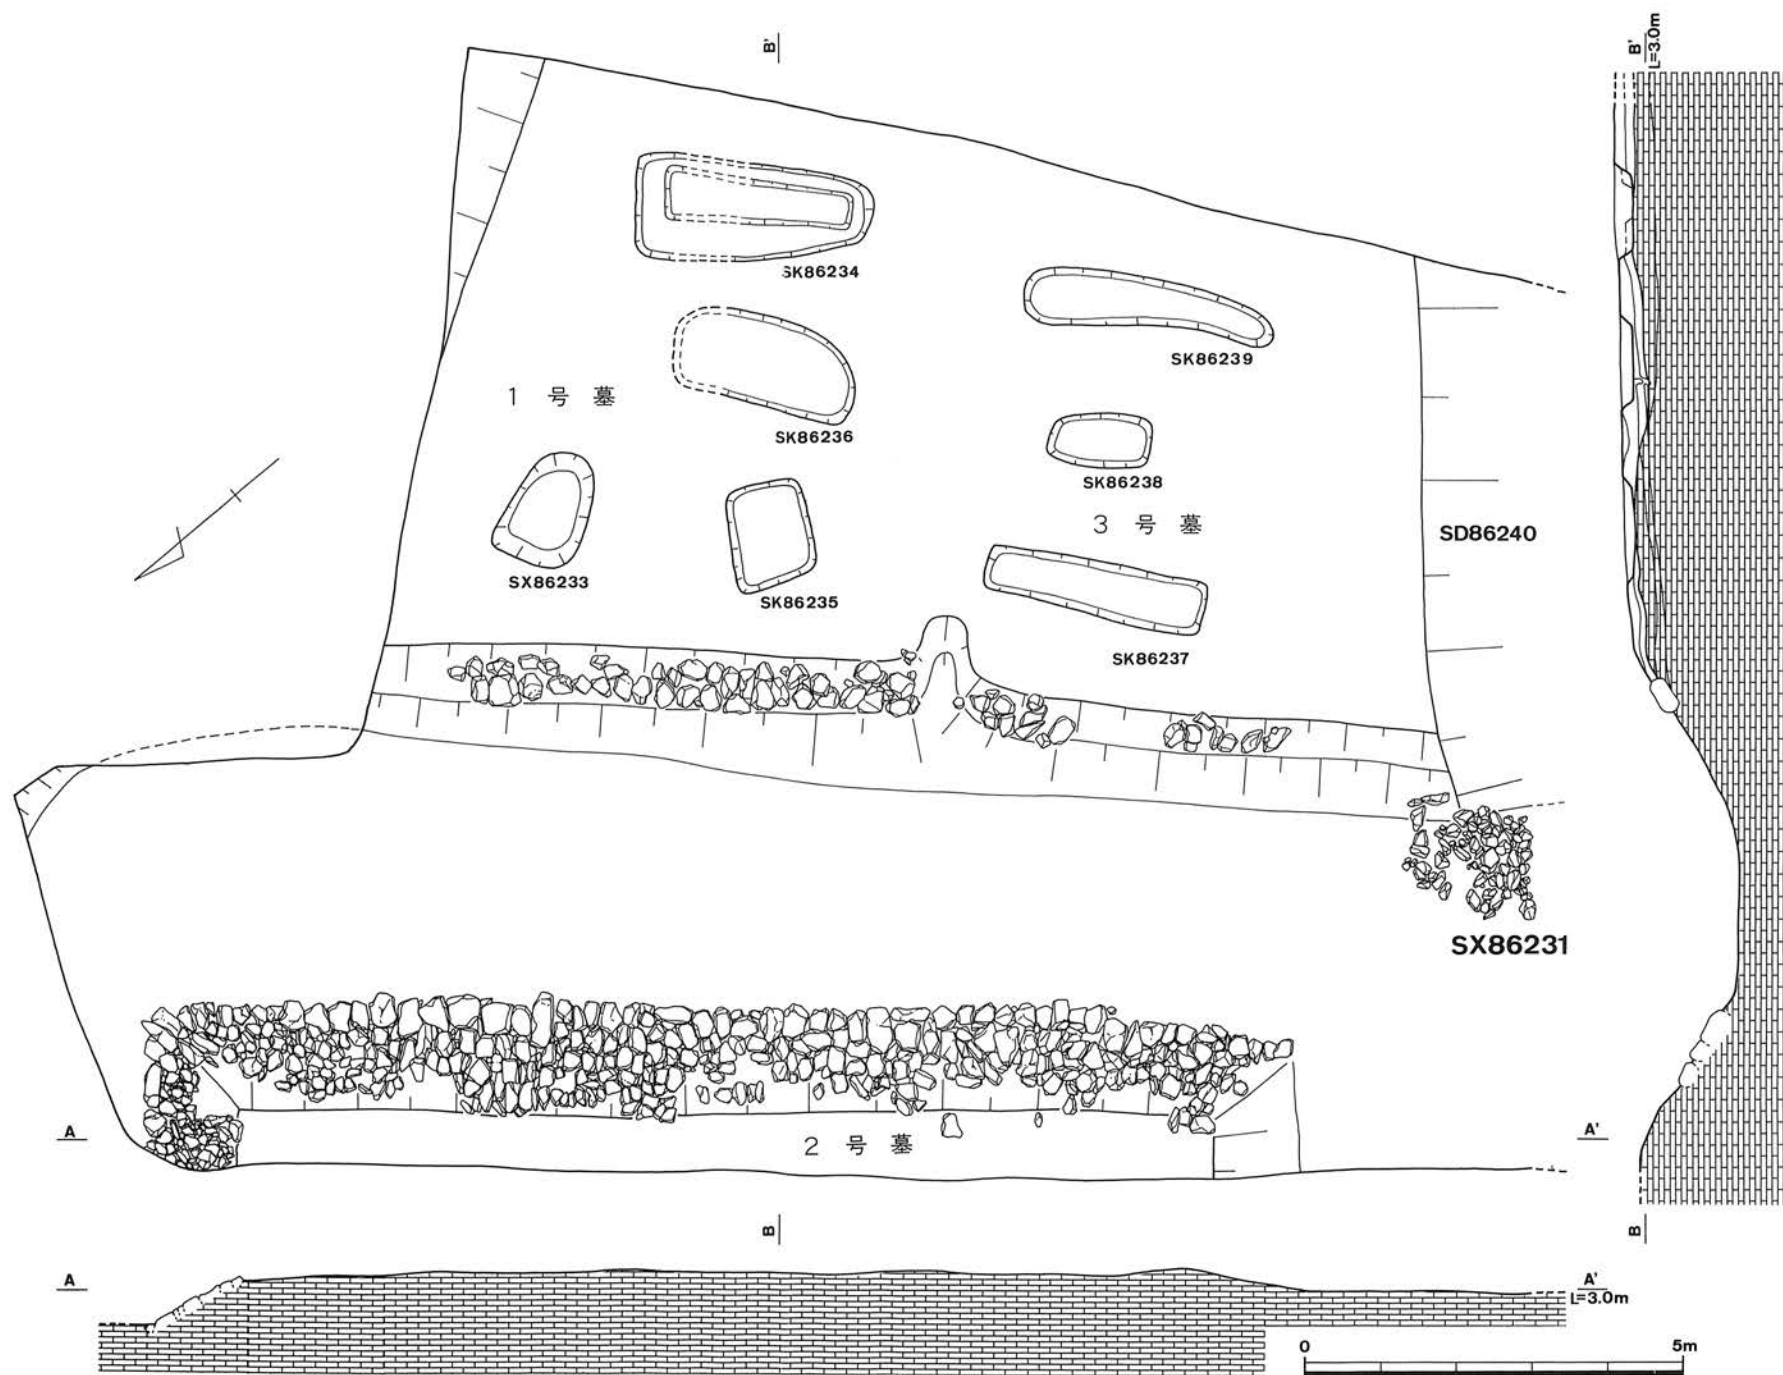 B'
B'
L=3.0m
SK86234
SK86239
1 号 墓
SK86236
SK86238
3 号 墓
SD86240
SX86233
SK86235
SK86237
SX86231
A
2 号 墓
A'
B
B
A
A'
L=3.0m
0
5m